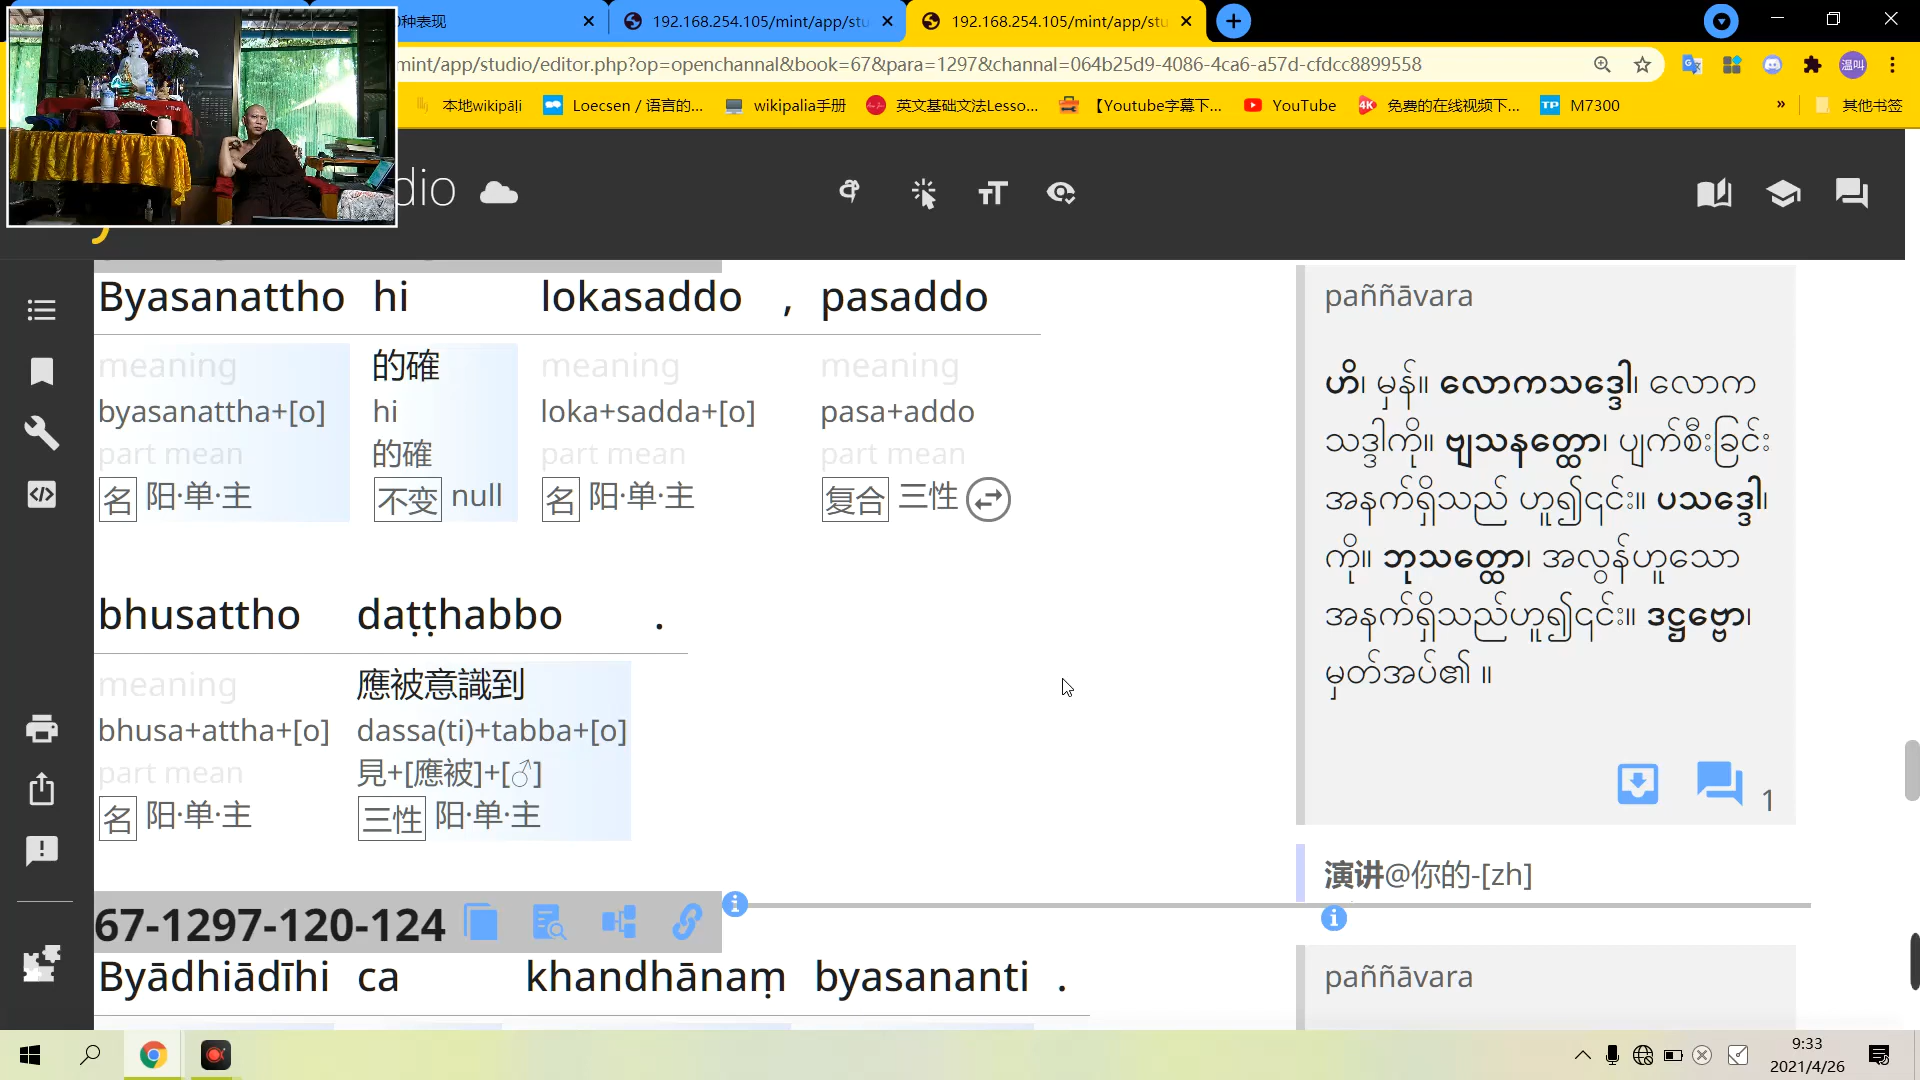 0种表现
192.168.254.105/mint/app/stu
192.168.254.105/mint/app/stu
mint/app/studio/editor.php?op=openchannal&book=67&para=1297&channal=064b25d9-4086-4ca6-a57d-cfdcc8899558
温叫
本地wikipāḷi
Loecsen / 语言的...
wikipalia手册
英文基础文法Lesso...
【Youtube字幕下...
YouTube
免费的在线视频下...
M7300
»
其他书签
dio
Byasanattho hi lokasaddo , pasaddo
meaning 的確 meaning meaning
byasanattha+[o] hi loka+sadda+[o] pasa+addo
part mean 的確 part mean part mean
名 阳·单·主 不变 null 名 阳·单·主 复合 三性
bhusattho daṭṭhabbo .
meaning 應被意識到
bhusa+attha+[o] dassa(ti)+tabba+[o]
part mean 見+[應被]+[♂]
名 阳·单·主 三性 阳·单·主
67-1297-120-124
Byādhiādīhi ca khandhānaṃ byasananti .
paññāvara
ဟိ၊ မှန်။ လောကသဒ္ဒေါ၊ လောက
သဒ္ဒါကို။ ဗျသနတ္ထော၊ ပျက်စီးခြင်း
အနက်ရှိသည် ဟူ၍၎င်း။ ပသဒ္ဒေါ၊
ကို။ ဘုသတ္ထော၊ အလွန်ဟူသော
အနက်ရှိသည်ဟူ၍၎င်း။ ဒဋ္ဌဗ္ဗော၊
မှတ်အပ်၏ ။
1
演讲@你的-[zh]
paññāvara
9:33
2021/4/26